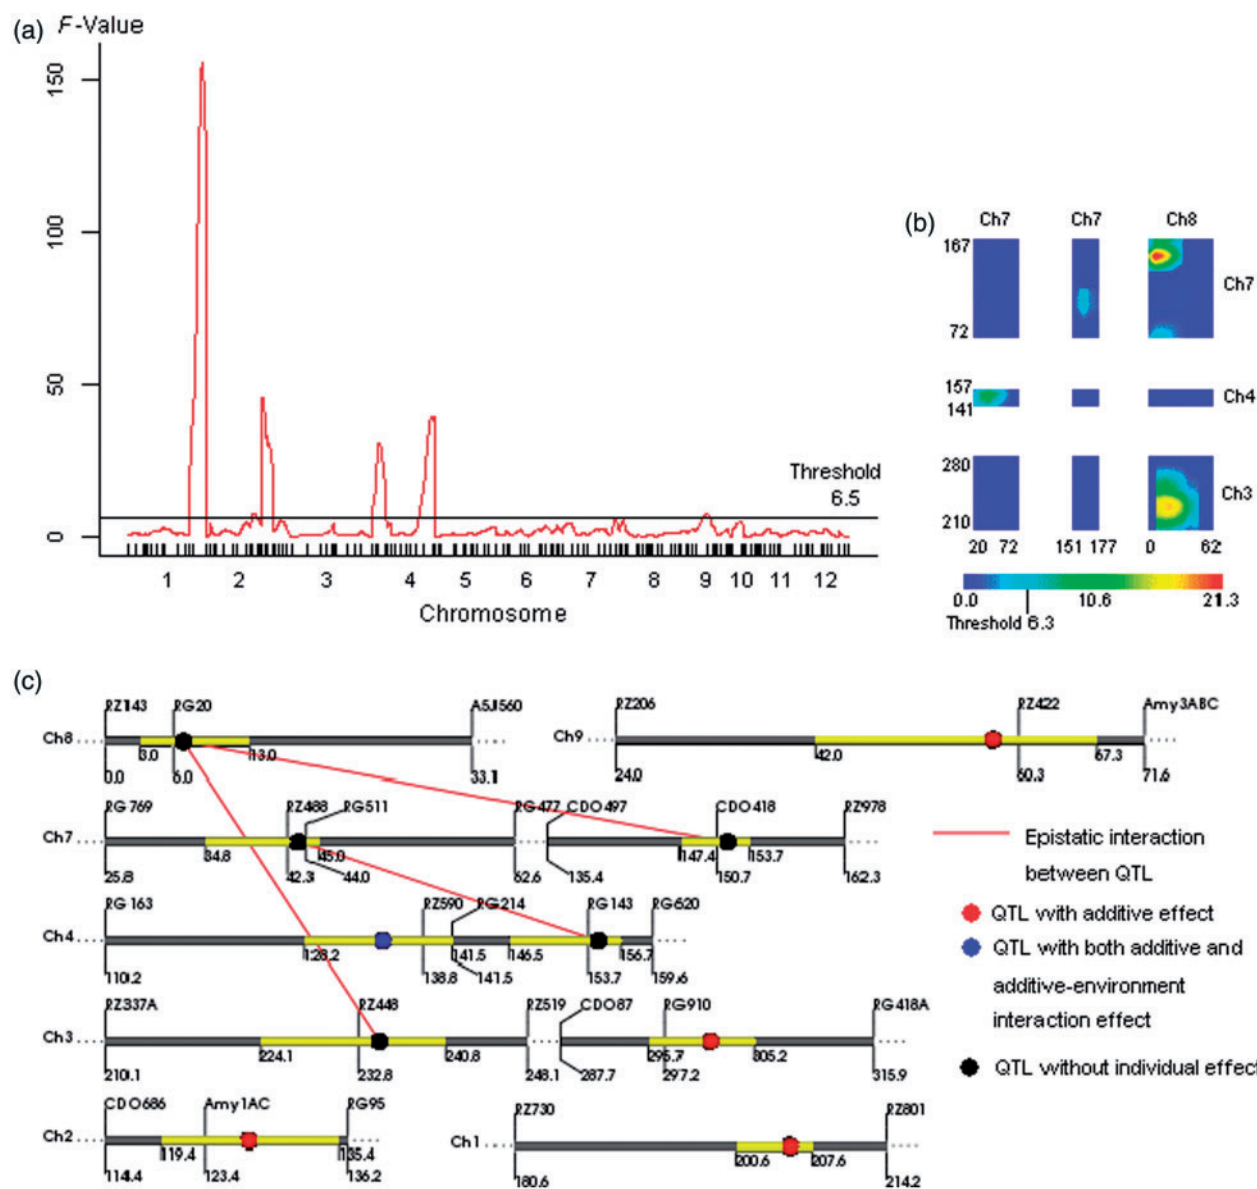 (a) F-Value
150
100
50
0
Threshold
6.5
1 2 3 4 5 6 7 8 9 10 11 12
Chromosome
(b) Ch7 Ch7 Ch8
167
Ch7
72
157
Ch4
141
280
Ch3
210
20 72 151 177 0 62
0.0 10.6 21.3
Threshold 6.3
(c)
RZ143 RG20 A5J560 RZ206 RZ422 Amy3ABC
Ch8 Ch9
3.0 13.0 42.0 67.3
0.0 6.0 33.1 24.0 60.3 71.6
RG769 RZ488 RG511 RG477 CDO497 CDO418 RZ978
Ch7
34.8 45.0 147.4 153.7
25.8 42.3 44.0 62.6 135.4 150.7 162.3
RG163 RZ590 RG214 RG143 RG620
Ch4
128.2 141.5 146.5 156.7
110.2 138.8 141.5 153.7 159.6
RZ337A RZ448 RZ519 CDO87 RG910 RG418A
Ch3
224.1 240.8 295.7 305.2
210.1 232.8 248.1 287.7 297.2 315.9
CDO686 Amy1AC RG95 RZ730 RZ801
Ch2 Ch1
119.4 135.4 200.6 207.6
114.4 123.4 136.2 180.6 214.2
Epistatic interaction
between QTL
QTL with additive effect
QTL with both additive and
additive-environment
interaction effect
QTL without individual effect